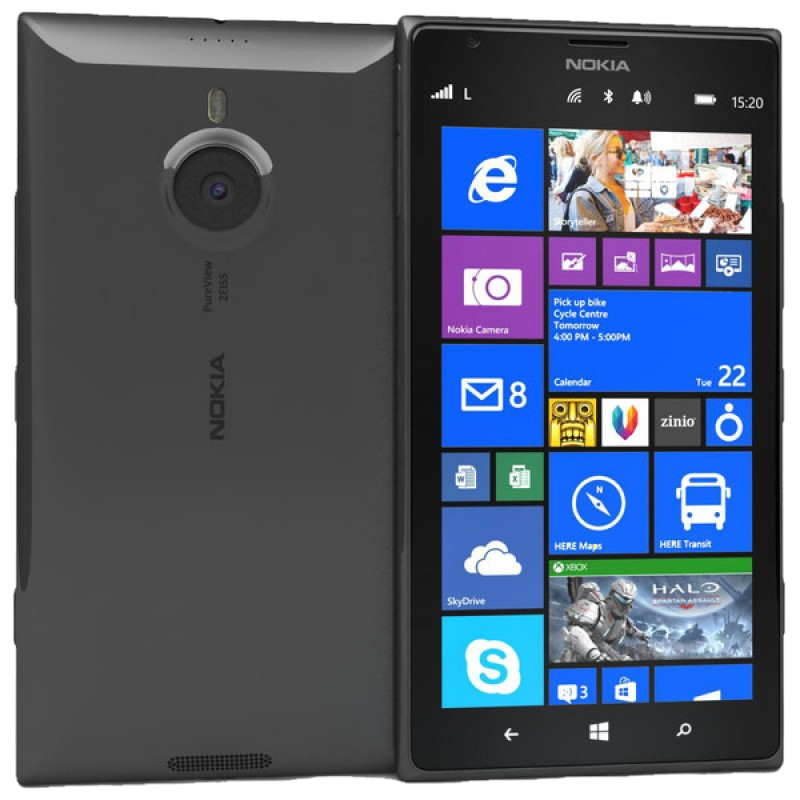 PureView
ZEISS
NOKIA
NOKIA
L
15:20
Storyteller
Nokia Camera
Pick up bike
Cycle Centre
Tomorrow
4:00 PM - 5:00PM
Calendar
Tue 22
8
zinio
W
X
N
HERE Maps
HERE Transit
SkyDrive
XBOX
HALO
SPARTAN ASSAULT
S
3